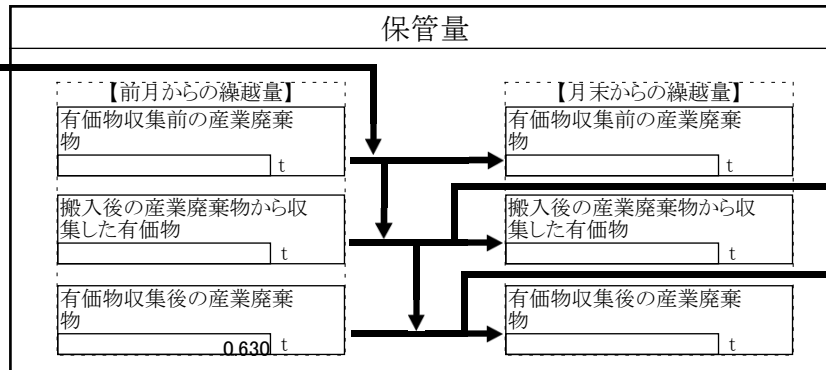 保管量
【前月からの繰越量】
有価物収集前の産業廃棄
物
t
搬入後の産業廃棄物から収
集した有価物
t
有価物収集後の産業廃棄
物
0.630 t
【月末からの繰越量】
有価物収集前の産業廃棄
物
t
搬入後の産業廃棄物から収
集した有価物
t
有価物収集後の産業廃棄
物
t